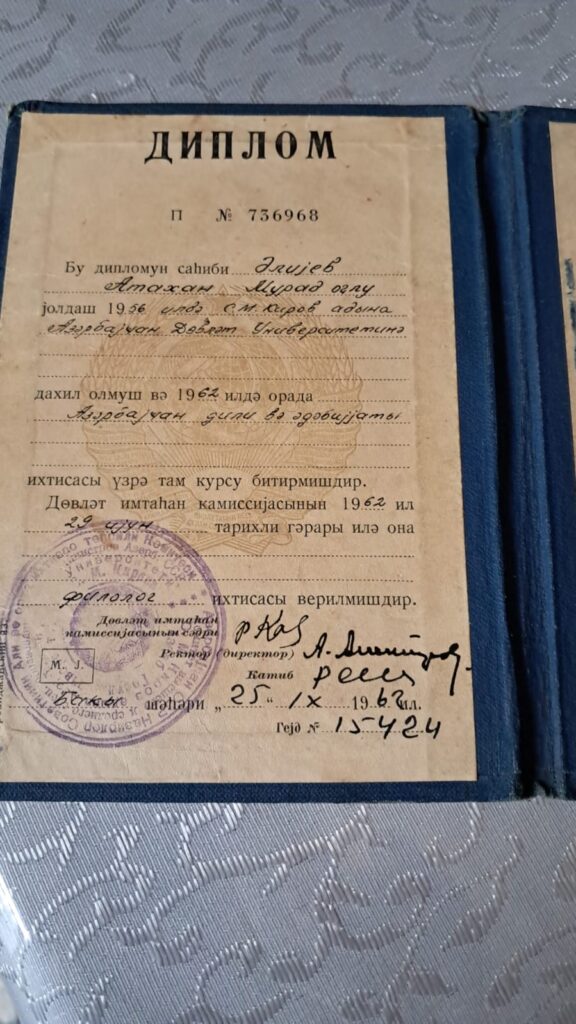 ДИПЛОМ
П № 736968
Бу дипломун саһиби Әлијев
Атахан Мурад оглу
јолдаш 1956 илдә С.М. Киров адына
Азәрбајҹан Дөвләт Университетинә
дахил олмуш вә 1962 илдә орада
Азәрбајҹан дили вә әдәбијјаты
ихтисасы үзрә там курсу битирмишдир.
Дөвләт имтаһан камиссијасынын 1962 ил
29 ијун тарихли гәрары илә она
филолог ихтисасы верилмишдир.
Дөвләт имтаһан
камиссијасынын сәдри
Ректор (директор)
М. Ј.
Катиб
Бакы шәһәри „25“ IX 1962 ил.
Гејд № 15424